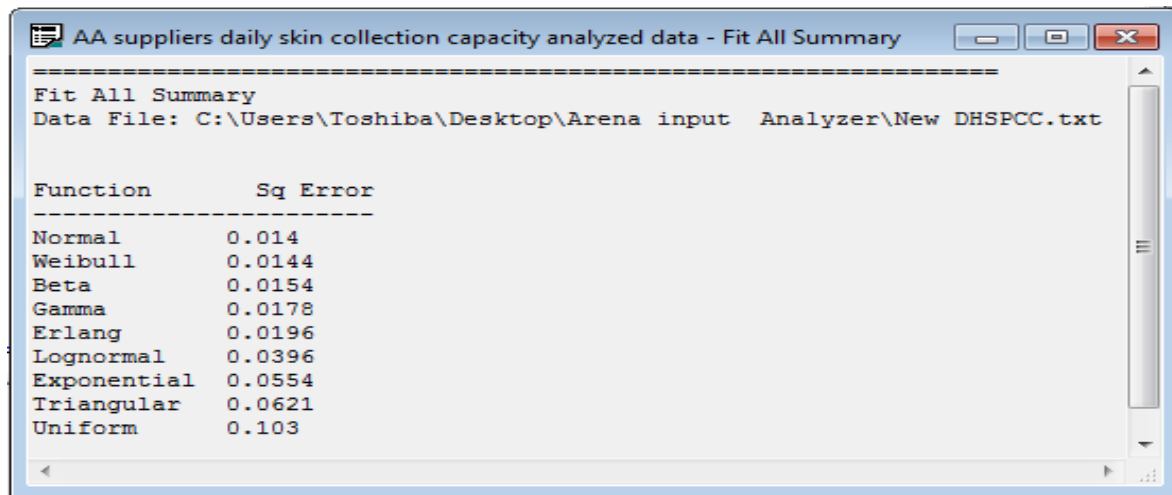 AA suppliers daily skin collection capacity analyzed data - Fit All Summary
=================================================================
Fit All Summary
Data File: C:\Users\Toshiba\Desktop\Arena input  Analyzer\New DHSPCC.txt
Function       Sq Error
-----------------------
Normal       0.014
Weibull      0.0144
Beta         0.0154
Gamma        0.0178
Erlang       0.0196
Lognormal    0.0396
Exponential  0.0554
Triangular   0.0621
Uniform      0.103